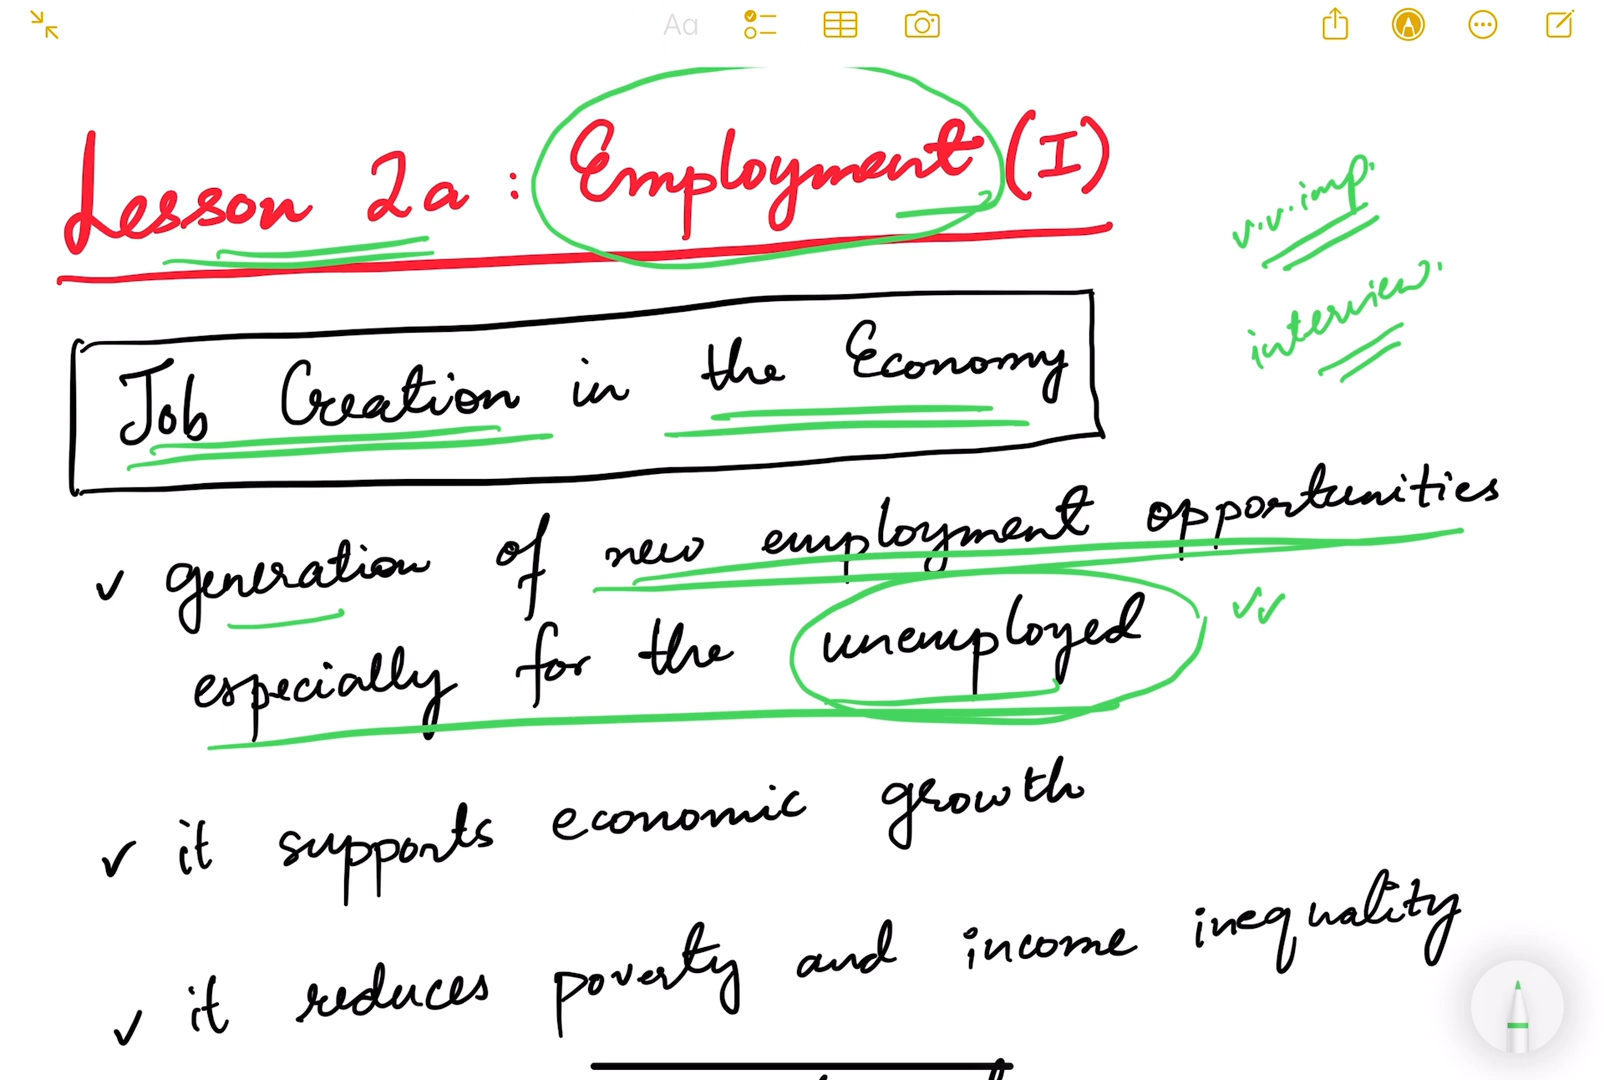 Aa
Lesson 2a : Employment (I)
v.v.imp.
interview.
Job Creation in the Economy
✓ generation of new employment opportunities
especially for the unemployed ✓✓
✓ it supports economic growth
✓ it reduces poverty and income inequality